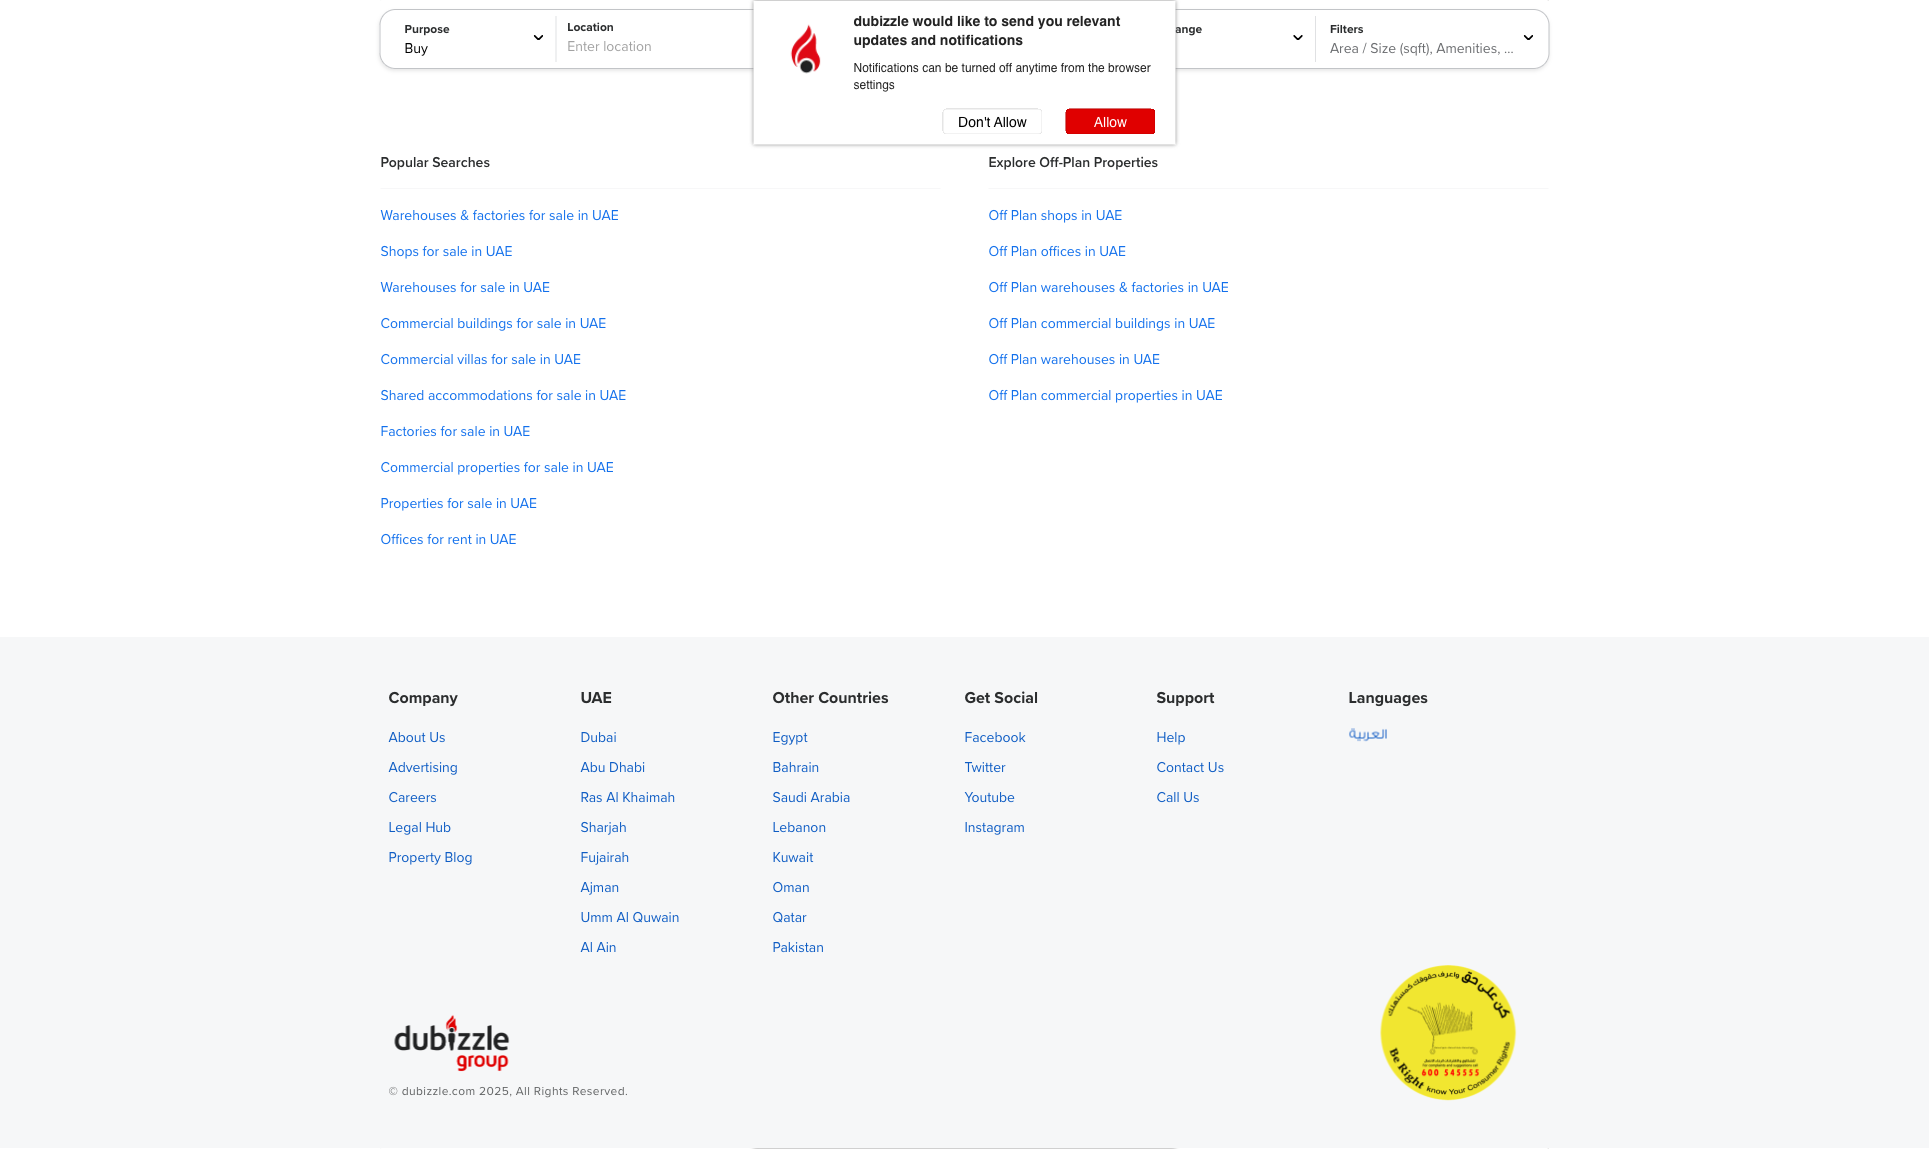 Purpose
Buy
Location
Enter location
ange
Filters
Area / Size (sqft), Amenities, ...
dubizzle would like to send you relevant
updates and notifications
Notifications can be turned off anytime from the browser
settings
Don't Allow
Allow
Popular Searches
Warehouses & factories for sale in UAE
Shops for sale in UAE
Warehouses for sale in UAE
Commercial buildings for sale in UAE
Commercial villas for sale in UAE
Shared accommodations for sale in UAE
Factories for sale in UAE
Commercial properties for sale in UAE
Properties for sale in UAE
Offices for rent in UAE
Explore Off-Plan Properties
Off Plan shops in UAE
Off Plan offices in UAE
Off Plan warehouses & factories in UAE
Off Plan commercial buildings in UAE
Off Plan warehouses in UAE
Off Plan commercial properties in UAE
Company
About Us
Advertising
Careers
Legal Hub
Property Blog
UAE
Dubai
Abu Dhabi
Ras Al Khaimah
Sharjah
Fujairah
Ajman
Umm Al Quwain
Al Ain
Other Countries
Egypt
Bahrain
Saudi Arabia
Lebanon
Kuwait
Oman
Qatar
Pakistan
Get Social
Facebook
Twitter
Youtube
Instagram
Support
Help
Contact Us
Call Us
Languages
العربية
dubizzle
group
© dubizzle.com 2025, All Rights Reserved.
كن على حق واعرف حقوقك كمستهلك
600 545555
Be Right know Your Consumer Rights